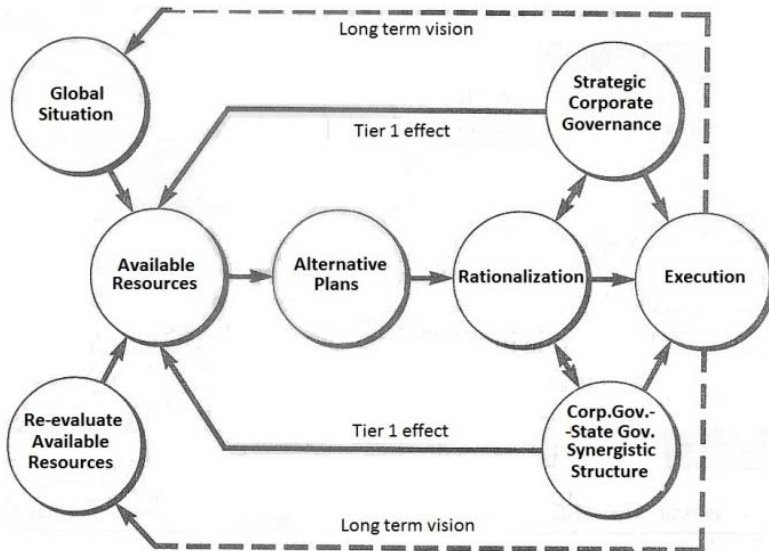 Long term vision
Global
Situation
Strategic
Corporate
Governance
Tier 1 effect
Available
Resources
Alternative
Plans
Rationalization
Execution
Re-evaluate
Available
Resources
Tier 1 effect
Corp.Gov.-
-State Gov.
Synergistic
Structure
Long term vision